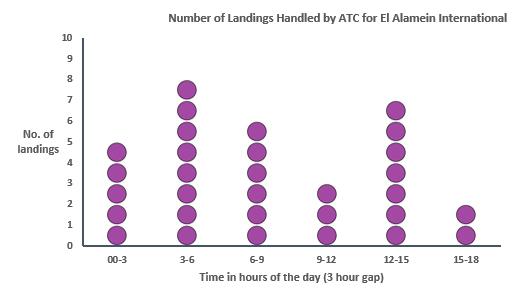 Number of Landings Handled by ATC for El Alamein International
10
9
8
7
6
5
4
3
2
1
0
No. of
landings
00-3 3-6 6-9 9-12 12-15 15-18
Time in hours of the day (3 hour gap)